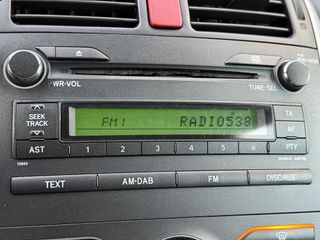 PWR·VOL
TUNE·SEL
FM1 RADIO538
SEEK
TRACK
TA
AF
AST 1 2 3 4 5 6 PTY
TEXT AM·DAB FM DISC·AUX